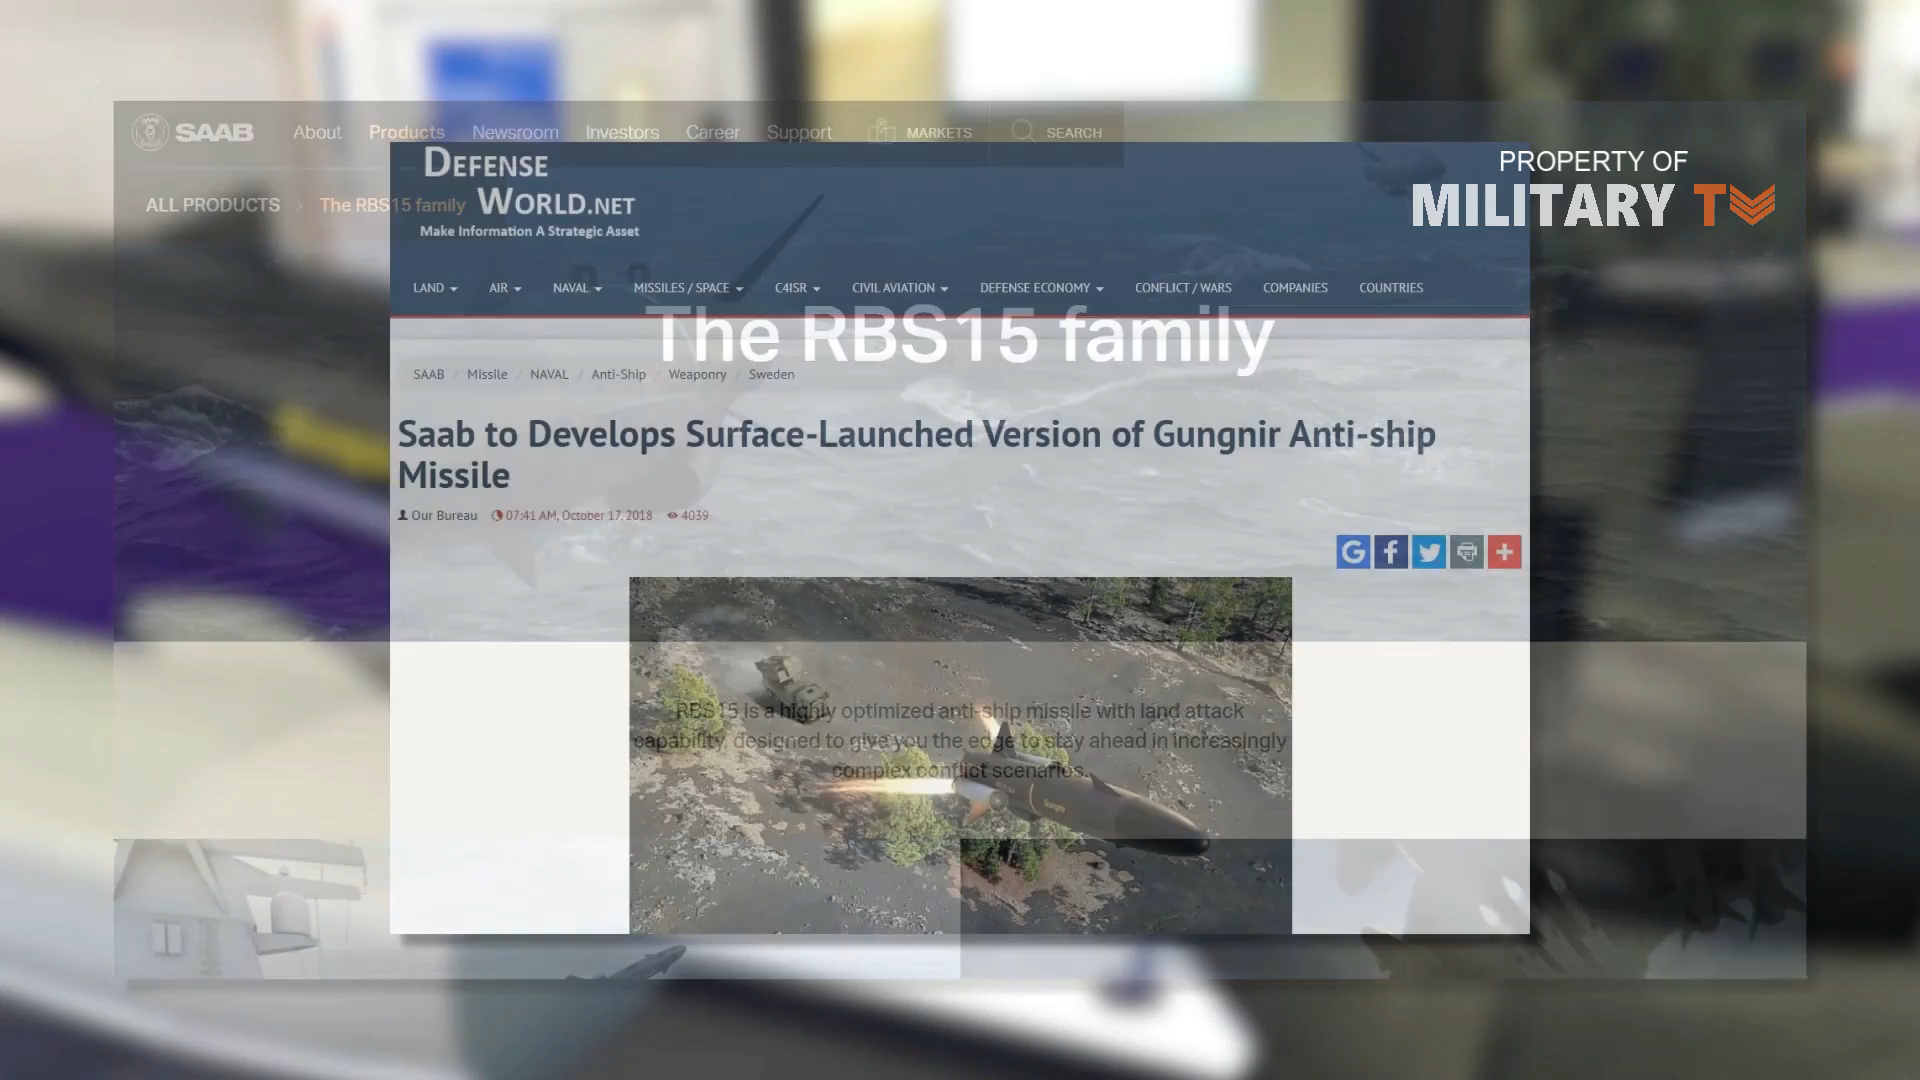 SAAB
About Products Newsroom Investors Career Support MARKETS SEARCH
ALL PRODUCTS > The RBS15 family
DEFENSE
WORLD.NET
Make Information A Strategic Asset
PROPERTY OF
MILITARY TV
LAND AIR NAVAL MISSILES / SPACE C4ISR CIVIL AVIATION DEFENSE ECONOMY CONFLICT / WARS COMPANIES COUNTRIES
The RBS15 family
SAAB / Missile / NAVAL / Anti-Ship / Weaponry / Sweden
Saab to Develops Surface-Launched Version of Gungnir Anti-ship
Missile
Our Bureau 07:41 AM, October 17, 2018 4039
RBS15 is a highly optimized anti-ship missile with land attack
capability, designed to give you the edge to stay ahead in increasingly
complex conflict scenarios.